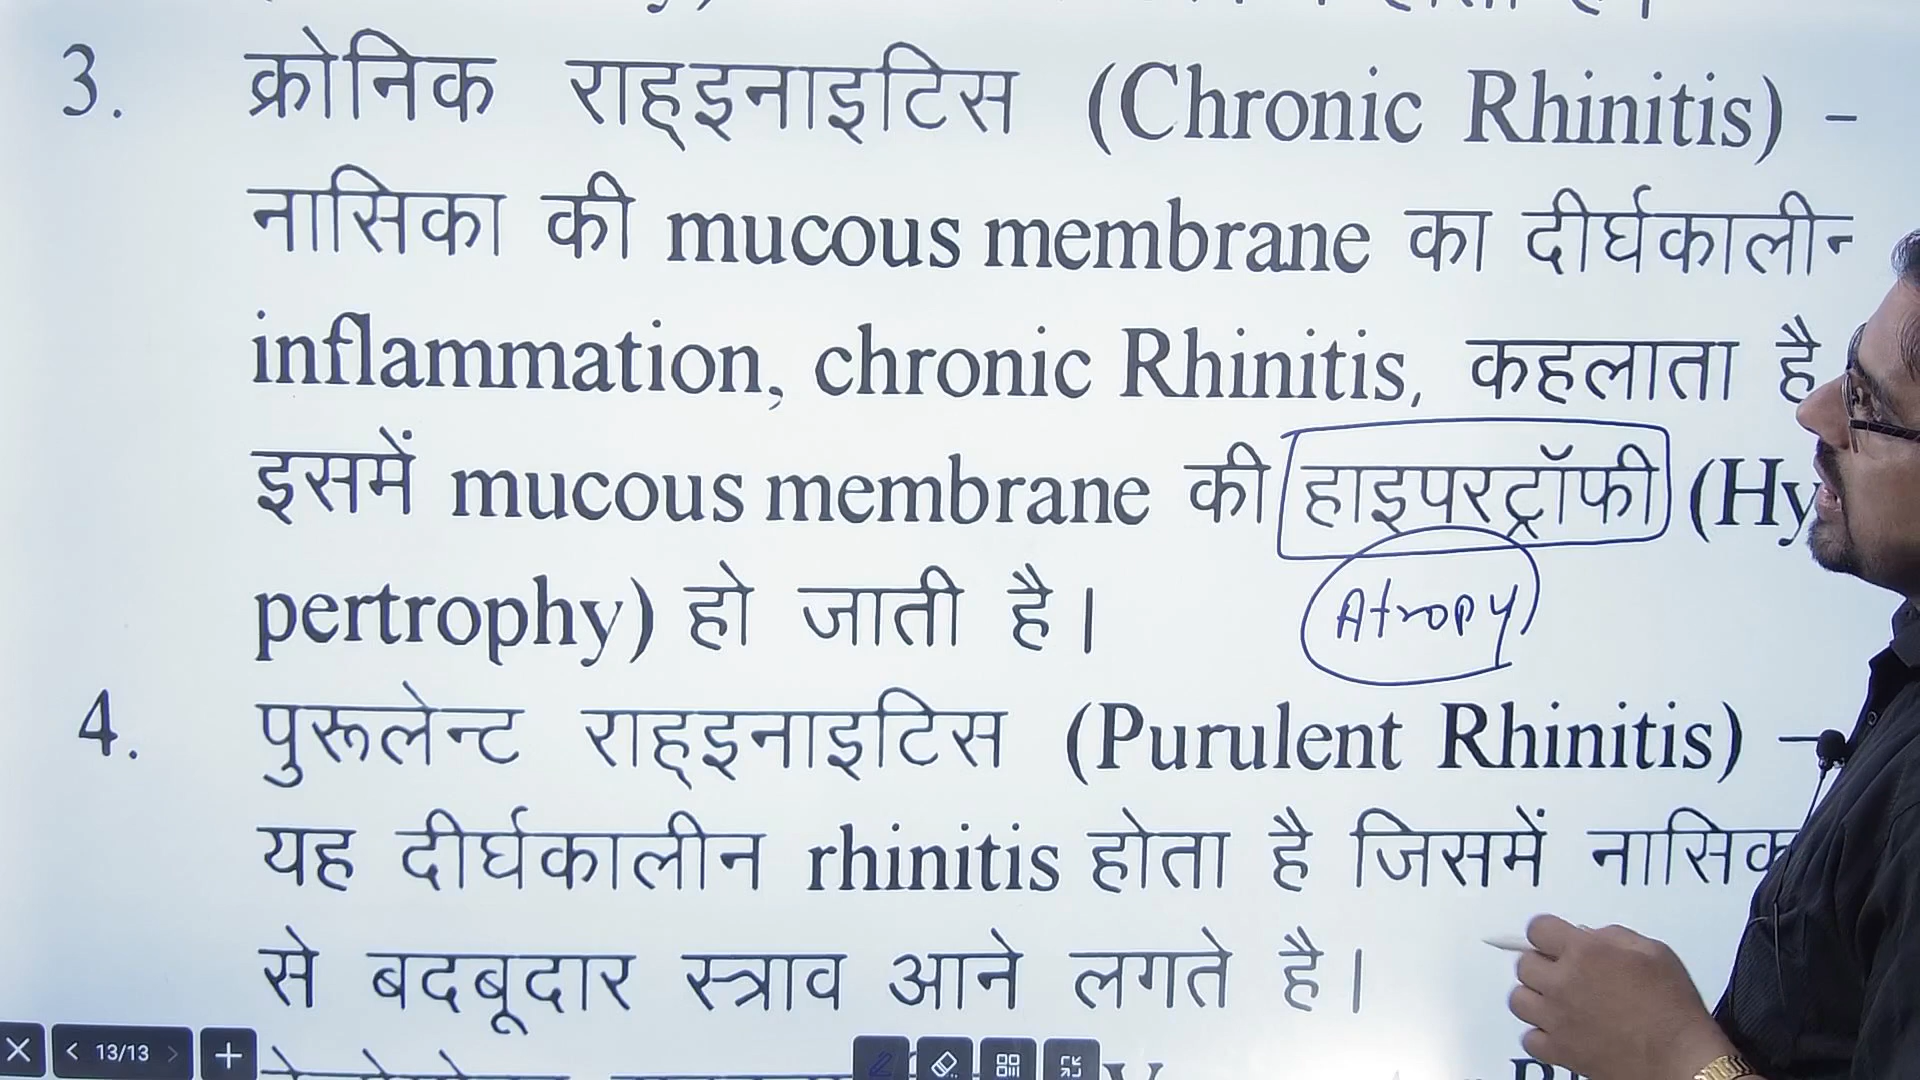 3. क्रोनिक राह्इनाइटिस (Chronic Rhinitis) –
नासिका की mucous membrane का दीर्घकालीन
inflammation, chronic Rhinitis, कहलाता है
इसमें mucous membrane की हाइपरट्रॉफी (Hy
pertrophy) हो जाती है।
Atropy
4. पुरूलेन्ट राह्इनाइटिस (Purulent Rhinitis) –
यह दीर्घकालीन rhinitis होता है जिसमें नासिक
से बदबूदार स्त्राव आने लगते है।
13/13